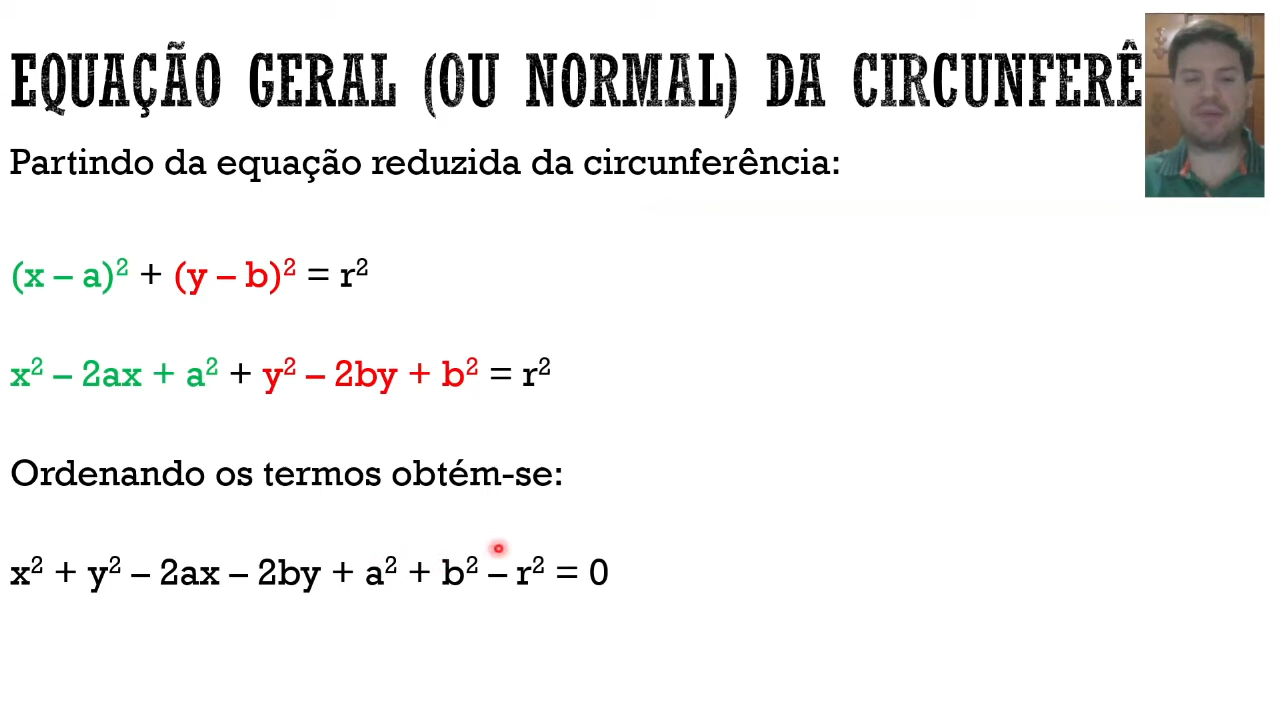 EQUAÇÃO GERAL (OU NORMAL) DA CIRCUNFERÊ
Partindo da equação reduzida da circunferência:
(x – a)² + (y – b)² = r²
x² – 2ax + a² + y² – 2by + b² = r²
Ordenando os termos obtém-se:
x² + y² – 2ax – 2by + a² + b² – r² = 0